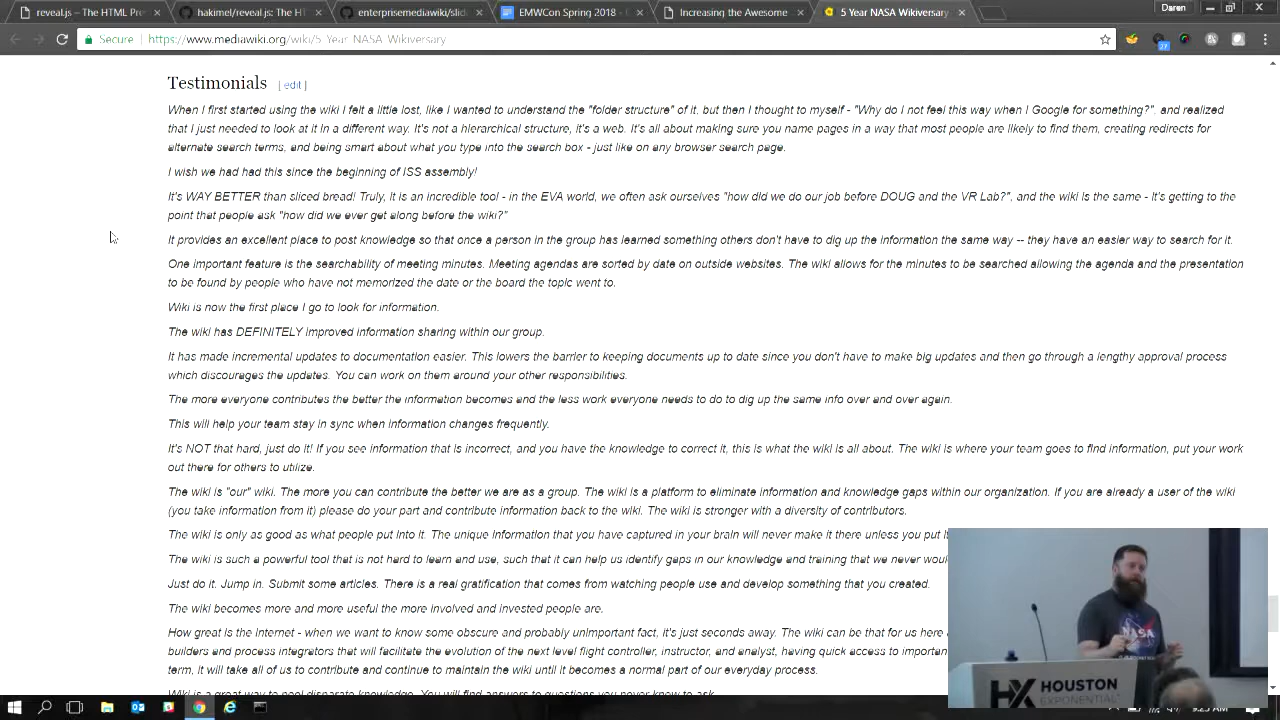 reveal.js – The HTML Pre
hakimel/reveal.js: The HT
enterprisemediawiki/slid
EMWCon Spring 2018 - G
Increasing the Awesome
5 Year NASA Wikiversary
Daren
Secure
https://www.mediawiki.org/wiki/5_Year_NASA_Wikiversary
27
Testimonials [ edit ]
When I first started using the wiki I felt a little lost, like I wanted to understand the "folder structure" of it, but then I thought to myself - "Why do I not feel this way when I Google for something?", and realized
that I just needed to look at it in a different way. It's not a hierarchical structure, it's a web. It's all about making sure you name pages in a way that most people are likely to find them, creating redirects for
alternate search terms, and being smart about what you type into the search box - just like on any browser search page.
I wish we had had this since the beginning of ISS assembly!
It's WAY BETTER than sliced bread! Truly, it is an incredible tool - in the EVA world, we often ask ourselves "how did we do our job before DOUG and the VR Lab?", and the wiki is the same - it's getting to the
point that people ask "how did we ever get along before the wiki?"
It provides an excellent place to post knowledge so that once a person in the group has learned something others don't have to dig up the information the same way -- they have an easier way to search for it.
One important feature is the searchability of meeting minutes. Meeting agendas are sorted by date on outside websites. The wiki allows for the minutes to be searched allowing the agenda and the presentation
to be found by people who have not memorized the date or the board the topic went to.
Wiki is now the first place I go to look for information.
The wiki has DEFINITELY improved information sharing within our group.
It has made incremental updates to documentation easier. This lowers the barrier to keeping documents up to date since you don't have to make big updates and then go through a lengthy approval process
which discourages the updates. You can work on them around your other responsibilities.
The more everyone contributes the better the information becomes and the less work everyone needs to do to dig up the same info over and over again.
This will help your team stay in sync when information changes frequently.
It's NOT that hard, just do it! If you see information that is incorrect, and you have the knowledge to correct it, this is what the wiki is all about. The wiki is where your team goes to find information, put your work
out there for others to utilize.
The wiki is "our" wiki. The more you can contribute the better we are as a group. The wiki is a platform to eliminate information and knowledge gaps within our organization. If you are already a user of the wiki
(you take information from it) please do your part and contribute information back to the wiki. The wiki is stronger with a diversity of contributors.
The wiki is only as good as what people put into it. The unique information that you have captured in your brain will never make it there unless you put it
The wiki is such a powerful tool that is not hard to learn and use, such that it can help us identify gaps in our knowledge and training that we never woul
Just do it. Jump in. Submit some articles. There is a real gratification that comes from watching people use and develop something that you created.
The wiki becomes more and more useful the more involved and invested people are.
How great is the internet - when we want to know some obscure and probably unimportant fact, it's just seconds away. The wiki can be that for us here a
builders and process integrators that will facilitate the evolution of the next level flight controller, instructor, and analyst, having quick access to importan
term, it will take all of us to contribute and continue to maintain the wiki until it becomes a normal part of our everyday process.
Wiki is a great way to pool disparate knowledge. You will find answers to questions you never knew to ask.
NASA
HX HOUSTON
EXPONENTIAL